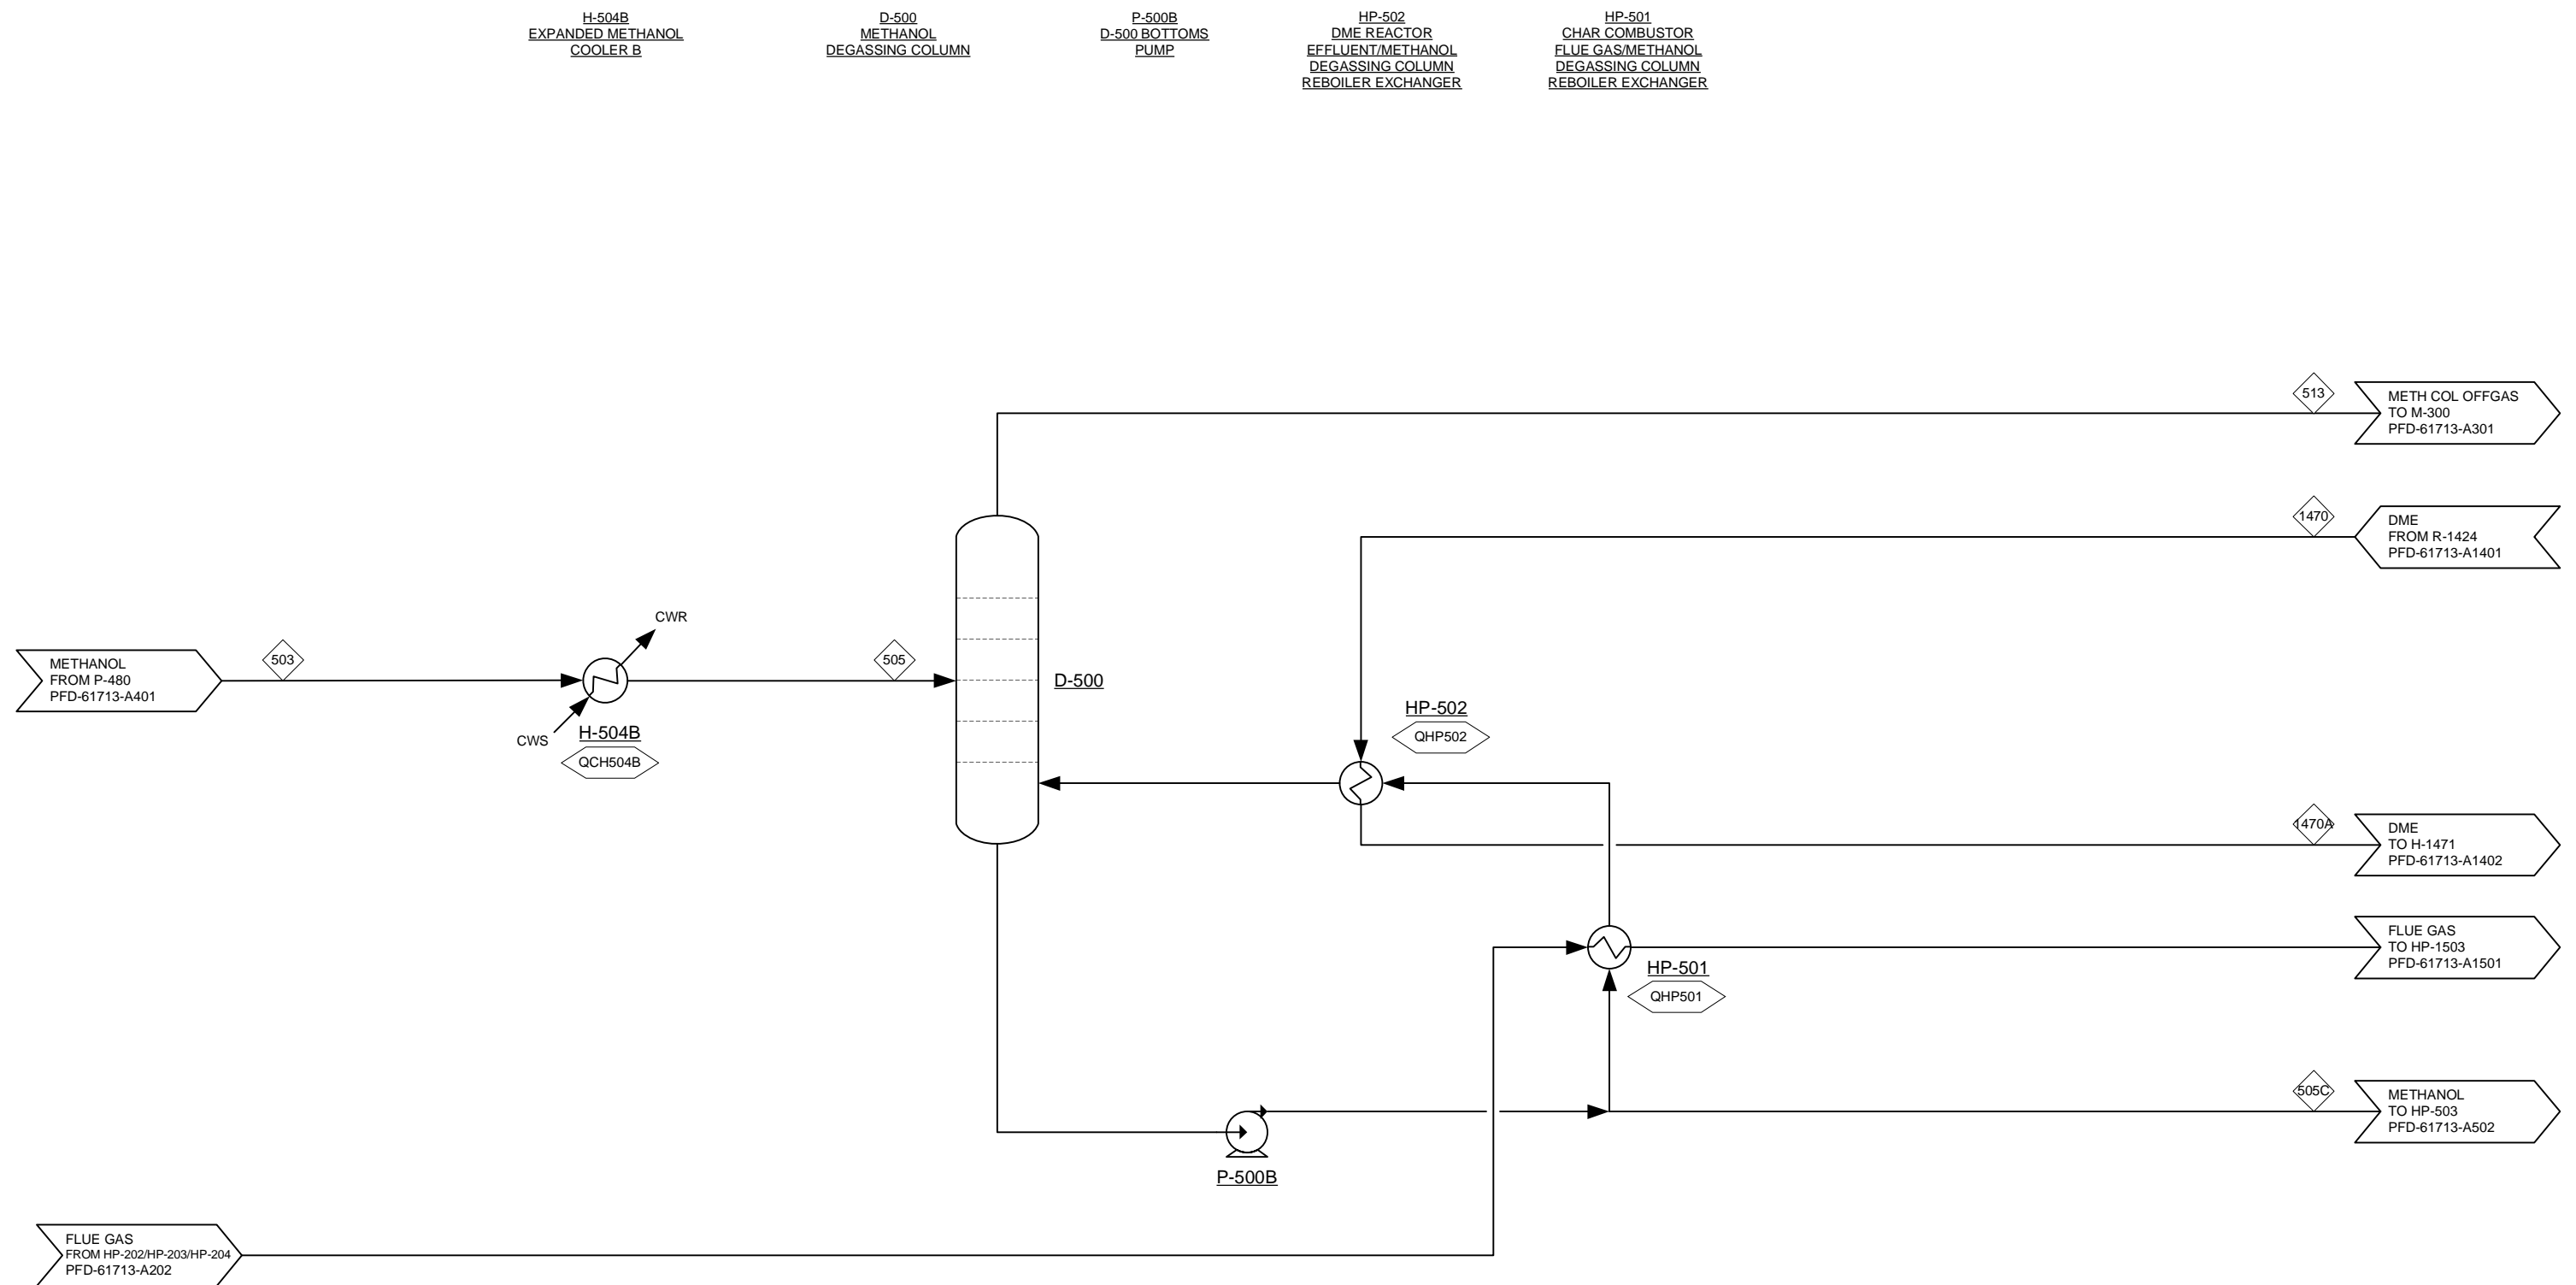 H-504B
EXPANDED METHANOL
COOLER B
D-500
METHANOL
DEGASSING COLUMN
P-500B
D-500 BOTTOMS
PUMP
HP-502
DME REACTOR
EFFLUENT/METHANOL
DEGASSING COLUMN
REBOILER EXCHANGER
HP-501
CHAR COMBUSTOR
FLUE GAS/METHANOL
DEGASSING COLUMN
REBOILER EXCHANGER
513
METH COL OFFGAS
TO M-300
PFD-61713-A301
1470
DME
FROM R-1424
PFD-61713-A1401
CWR
METHANOL
FROM P-480
PFD-61713-A401
503
505
D-500
CWS
H-504B
QCH504B
HP-502
QHP502
1470A
DME
TO H-1471
PFD-61713-A1402
FLUE GAS
TO HP-1503
PFD-61713-A1501
HP-501
QHP501
505C
METHANOL
TO HP-503
PFD-61713-A502
P-500B
FLUE GAS
FROM HP-202/HP-203/HP-204
PFD-61713-A202